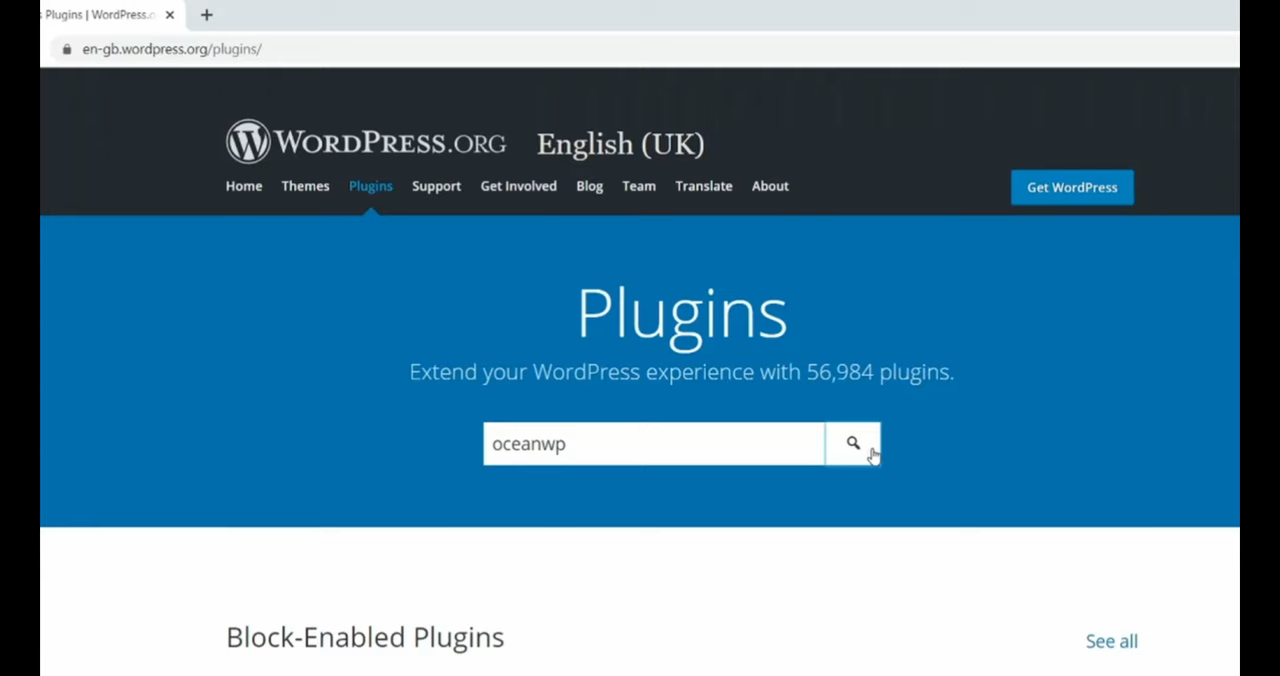 Plugins | WordPress.o
en-gb.wordpress.org/plugins/
WORDPRESS.ORG English (UK)
Home Themes Plugins Support Get Involved Blog Team Translate About
Get WordPress
Plugins
Extend your WordPress experience with 56,984 plugins.
oceanwp
Block-Enabled Plugins
See all